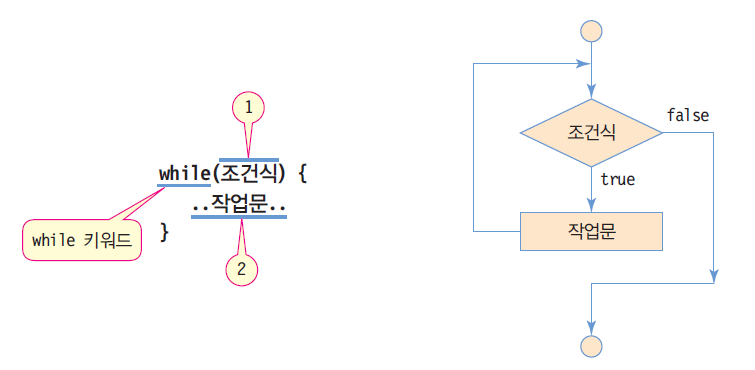 1
while(조건식) {
..작업문..
}
while 키워드
2
조건식
false
true
작업문